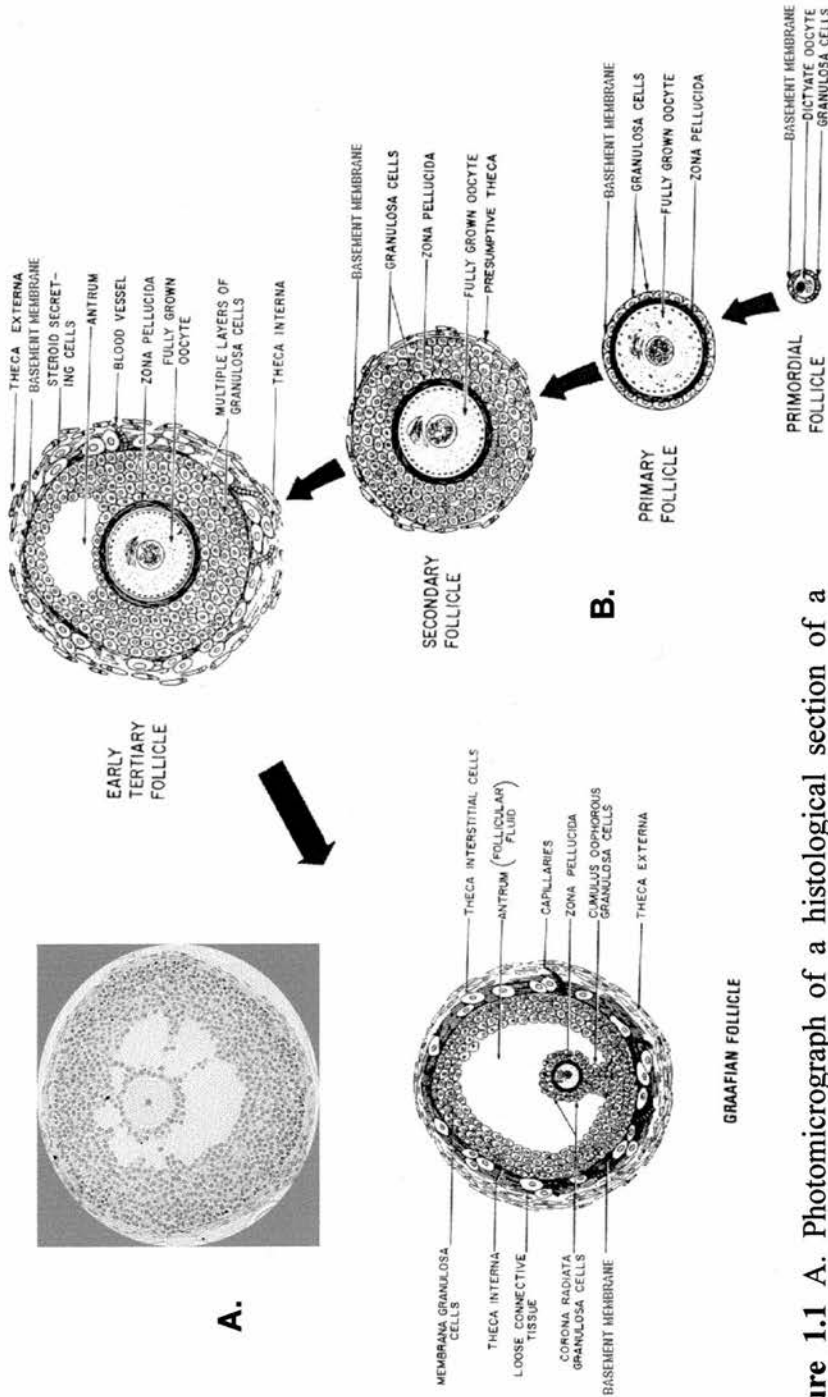 A.
EARLY
TERTIARY
FOLLICLE
THECA EXTERNA
BASEMENT MEMBRANE
STEROID SECRET-
ING CELLS
ANTRUM
BLOOD VESSEL
ZONA PELLUCIDA
FULLY GROWN
OOCYTE
MULTIPLE LAYERS OF
GRANULOSA CELLS
THECA INTERNA
SECONDARY
FOLLICLE
BASEMENT MEMBRANE
GRANULOSA CELLS
ZONA PELLUCIDA
FULLY GROWN OOCYTE
PRESUMPTIVE THECA
B.
PRIMARY
FOLLICLE
BASEMENT MEMBRANE
GRANULOSA CELLS
FULLY GROWN OOCYTE
ZONA PELLUCIDA
PRIMORDIAL
FOLLICLE
BASEMENT MEMBRANE
DICTYATE OOCYTE
GRANULOSA CELLS
MEMBRANA GRANULOSA
CELLS
THECA INTERNA
LOOSE CONNECTIVE
TISSUE
CORONA RADIATA
GRANULOSA CELLS
BASEMENT MEMBRANE
THECA INTERSTITIAL CELLS
ANTRUM (FOLLICULAR
FLUID)
CAPILLARIES
ZONA PELLUCIDA
CUMULUS OOPHOROUS
GRANULOSA CELLS
THECA EXTERNA
GRAAFIAN FOLLICLE
ure 1.1 A. Photomicrograph of a histological section of a